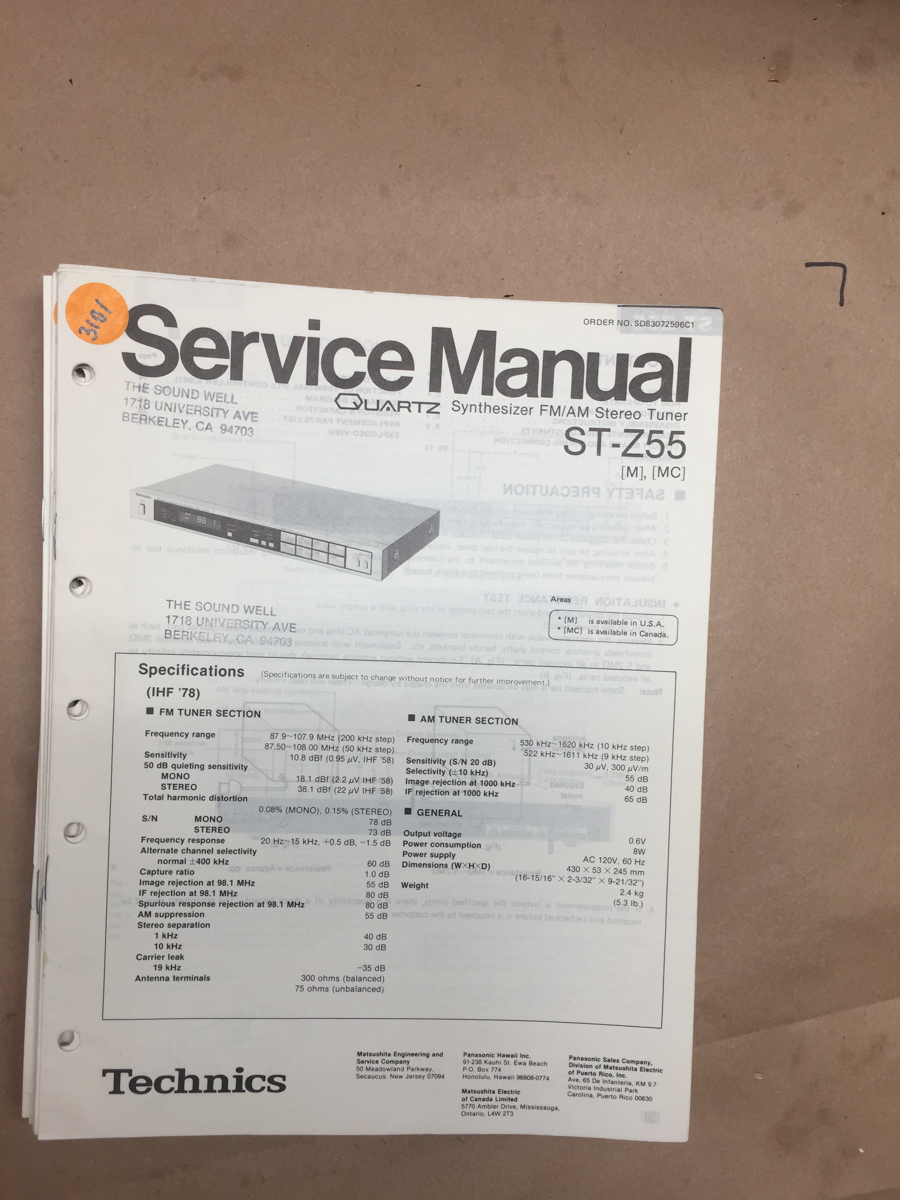 3101
ORDER NO. SD83072596C1
Service Manual
QUARTZ Synthesizer FM/AM Stereo Tuner
ST-Z55
[M], [MC]
THE SOUND WELL
1718 UNIVERSITY AVE
BERKELEY, CA 94703
Technics
THE SOUND WELL
1718 UNIVERSITY AVE
BERKELEY, CA 94703
Areas
* [M] is available in U.S.A.
* [MC] is available in Canada.
Specifications (Specifications are subject to change without notice for further improvement.)
(IHF '78)
■ FM TUNER SECTION
Frequency range 87.9~107.9 MHz (200 kHz step)
87.50~108.00 MHz (50 kHz step)
Sensitivity 10.8 dBf (0.95 µV, IHF '58)
50 dB quieting sensitivity
MONO 18.1 dBf (2.2 µV IHF '58)
STEREO 38.1 dBf (22 µV IHF '58)
Total harmonic distortion
0.08% (MONO), 0.15% (STEREO)
S/N MONO 78 dB
STEREO 73 dB
Frequency response 20 Hz~15 kHz, +0.5 dB, −1.5 dB
Alternate channel selectivity
normal ±400 kHz 60 dB
Capture ratio 1.0 dB
Image rejection at 98.1 MHz 55 dB
IF rejection at 98.1 MHz 80 dB
Spurious response rejection at 98.1 MHz 80 dB
AM suppression 55 dB
Stereo separation
1 kHz 40 dB
10 kHz 30 dB
Carrier leak
19 kHz −35 dB
Antenna terminals 300 ohms (balanced)
75 ohms (unbalanced)
■ AM TUNER SECTION
Frequency range 530 kHz~1620 kHz (10 kHz step)
522 kHz~1611 kHz (9 kHz step)
Sensitivity (S/N 20 dB) 30 µV, 300 µV/m
Selectivity (±10 kHz) 55 dB
Image rejection at 1000 kHz 40 dB
IF rejection at 1000 kHz 65 dB
■ GENERAL
Output voltage 0.6V
Power consumption 8W
Power supply AC 120V, 60 Hz
Dimensions (W×H×D) 430 × 53 × 245 mm
(16-15/16" × 2-3/32" × 9-21/32")
Weight 2.4 kg
(5.3 lb.)
Technics
Matsushita Engineering and
Service Company
50 Meadowland Parkway,
Secaucus, New Jersey 07094
Panasonic Hawaii Inc.
91-238 Kauhi St. Ewa Beach
P.O. Box 774
Honolulu, Hawaii 96808-0774
Matsushita Electric
of Canada Limited
5770 Ambler Drive, Mississauga,
Ontario, L4W 2T3
Panasonic Sales Company,
Division of Matsushita Electric
of Puerto Rico, Inc.
Ave, 65 De Infanteria, KM 9.7
Victoria Industrial Park
Carolina, Puerto Rico 00630